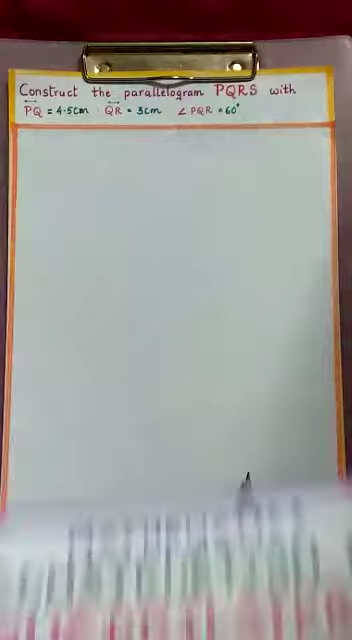 Construct the parallelogram PQRS with
PQ = 4.5cm QR = 3cm ∠PQR = 60°